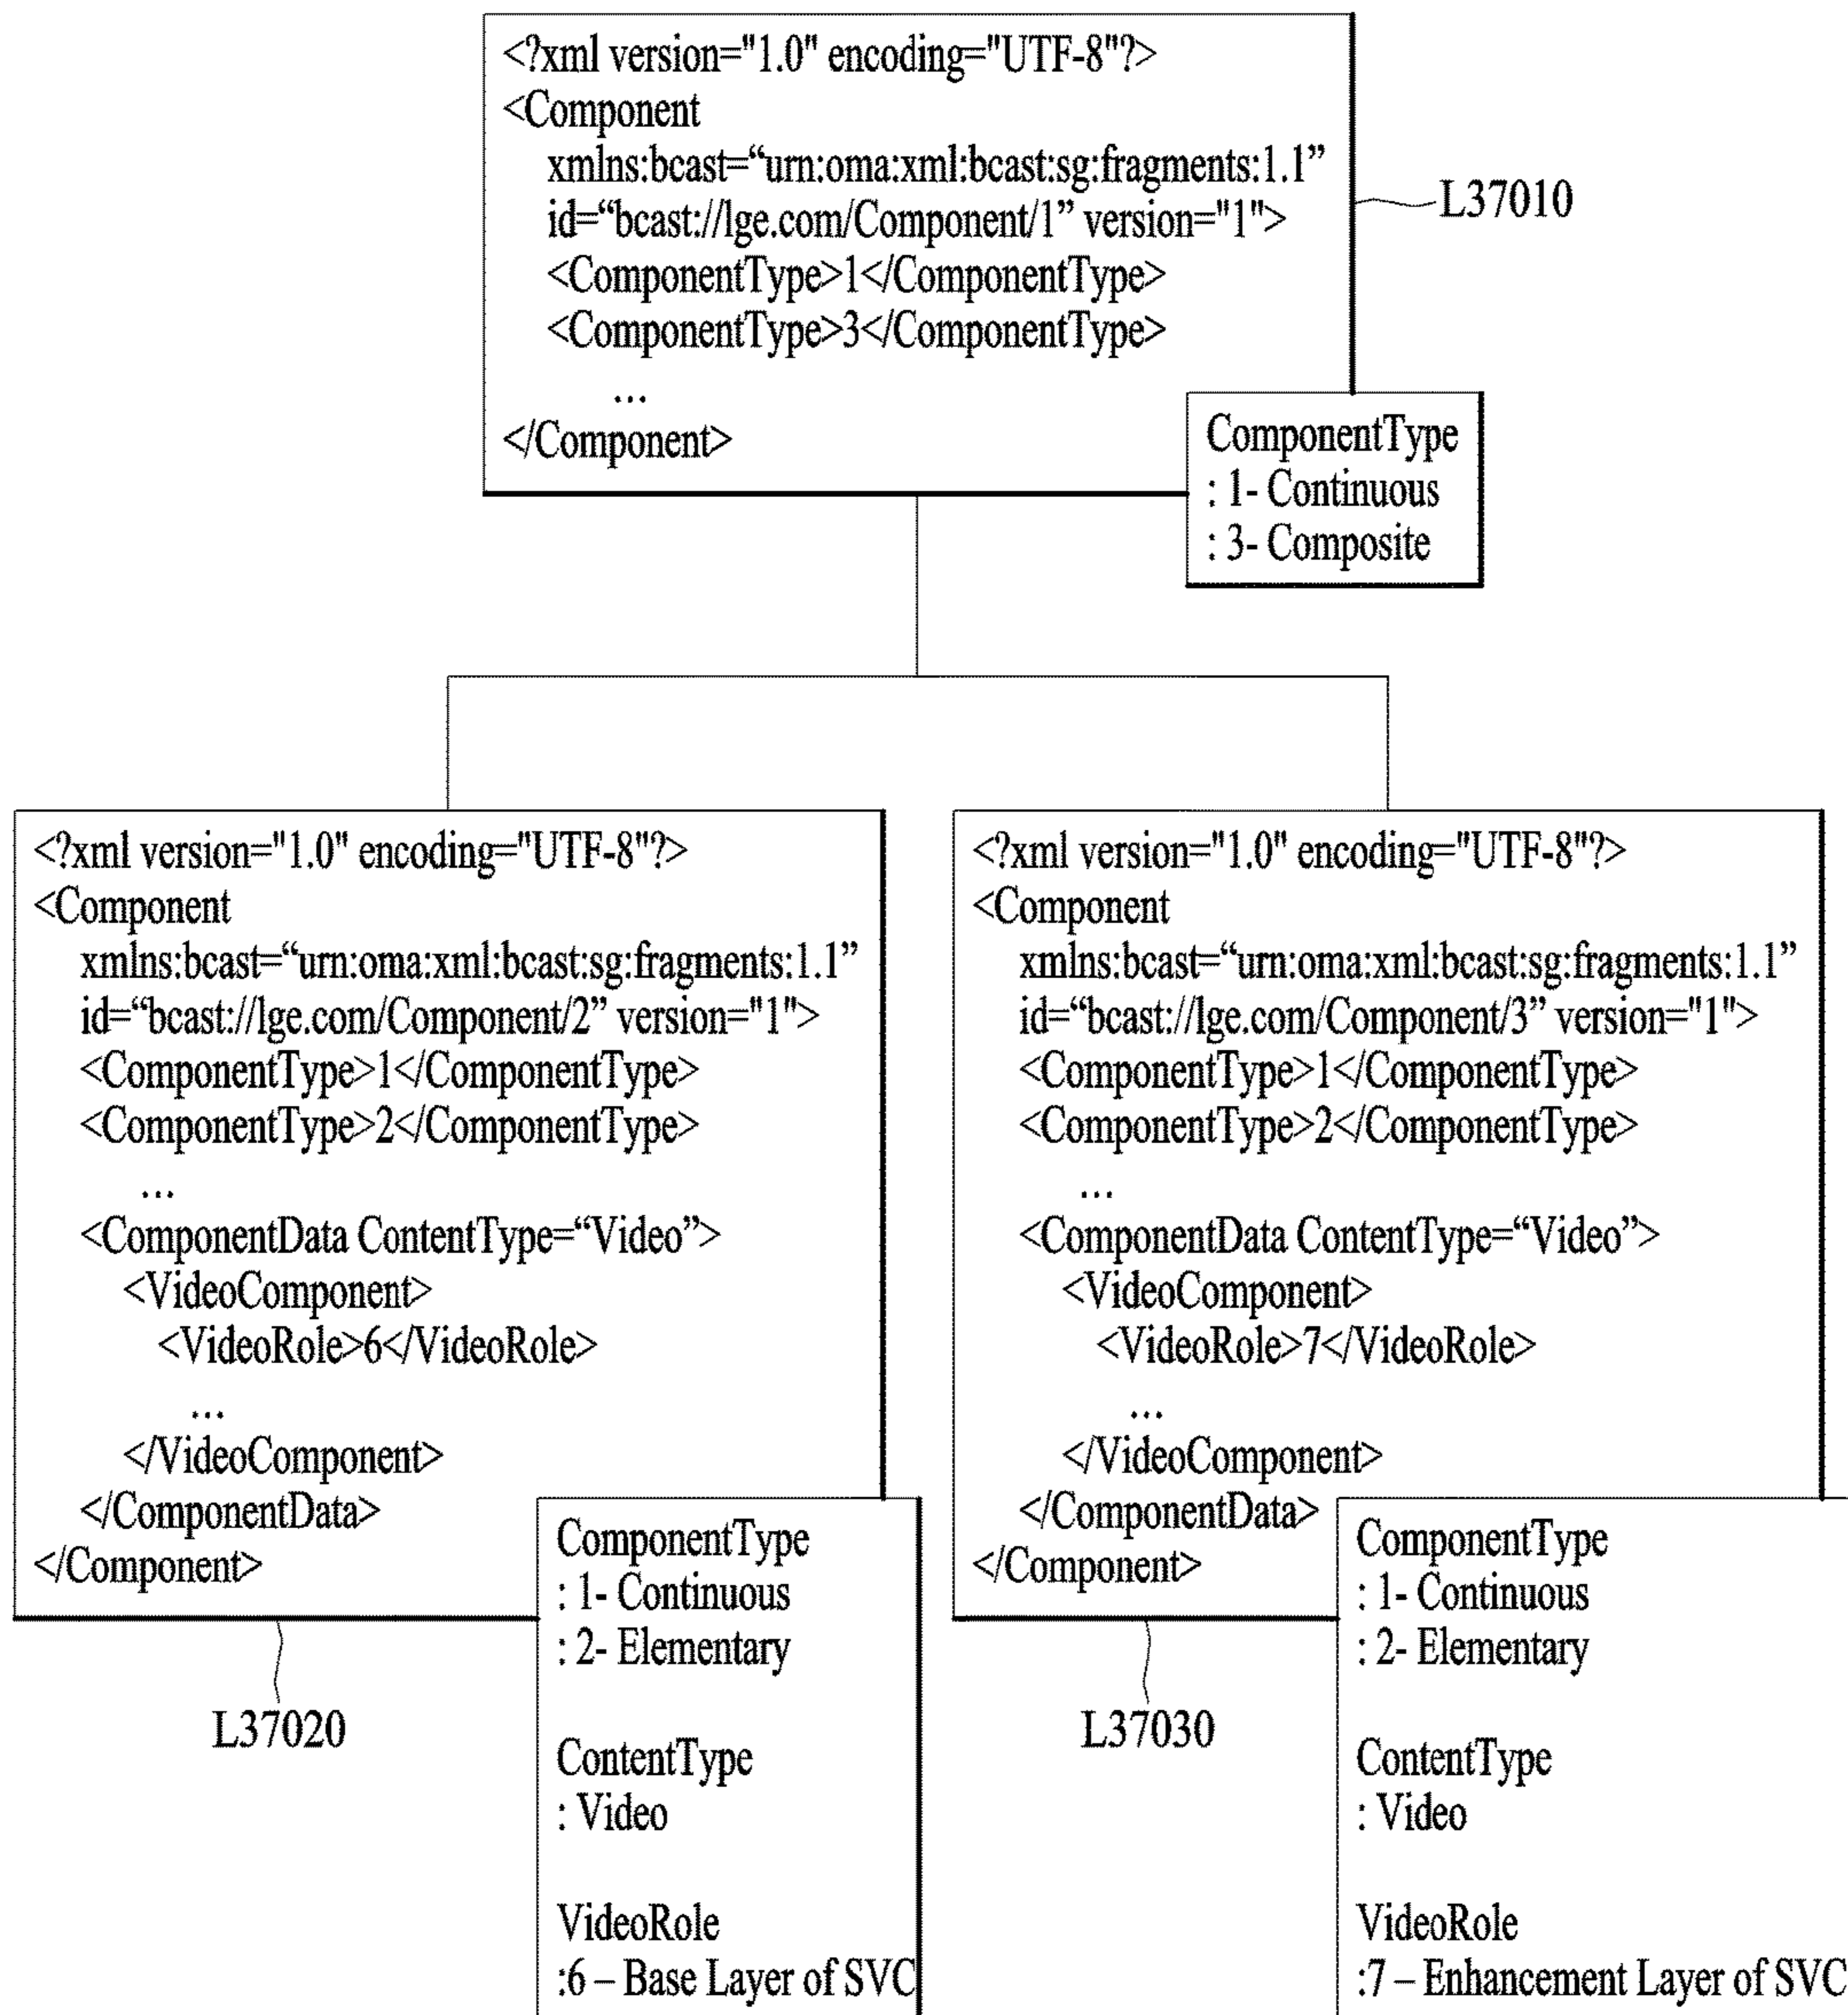 <?xml version="1.0" encoding="UTF-8"?>
<Component
xmlns:bcast=“urn:oma:xml:bcast:sg:fragments:1.1”
id=“bcast://lge.com/Component/1” version="1">
<ComponentType>1</ComponentType>
<ComponentType>3</ComponentType>
...
</Component>
L37010
ComponentType
: 1- Continuous
: 3- Composite
<?xml version="1.0" encoding="UTF-8"?>
<Component
xmlns:bcast=“urn:oma:xml:bcast:sg:fragments:1.1”
id=“bcast://lge.com/Component/2” version="1">
<ComponentType>1</ComponentType>
<ComponentType>2</ComponentType>
...
<ComponentData ContentType=“Video”>
<VideoComponent>
<VideoRole>6</VideoRole>
...
</VideoComponent>
</ComponentData>
</Component>
L37020
ComponentType
: 1- Continuous
: 2- Elementary
ContentType
: Video
VideoRole
:6 – Base Layer of SVC
<?xml version="1.0" encoding="UTF-8"?>
<Component
xmlns:bcast=“urn:oma:xml:bcast:sg:fragments:1.1”
id=“bcast://lge.com/Component/3” version="1">
<ComponentType>1</ComponentType>
<ComponentType>2</ComponentType>
...
<ComponentData ContentType=“Video”>
<VideoComponent>
<VideoRole>7</VideoRole>
...
</VideoComponent>
</ComponentData>
</Component>
L37030
ComponentType
: 1- Continuous
: 2- Elementary
ContentType
: Video
VideoRole
:7 – Enhancement Layer of SVC